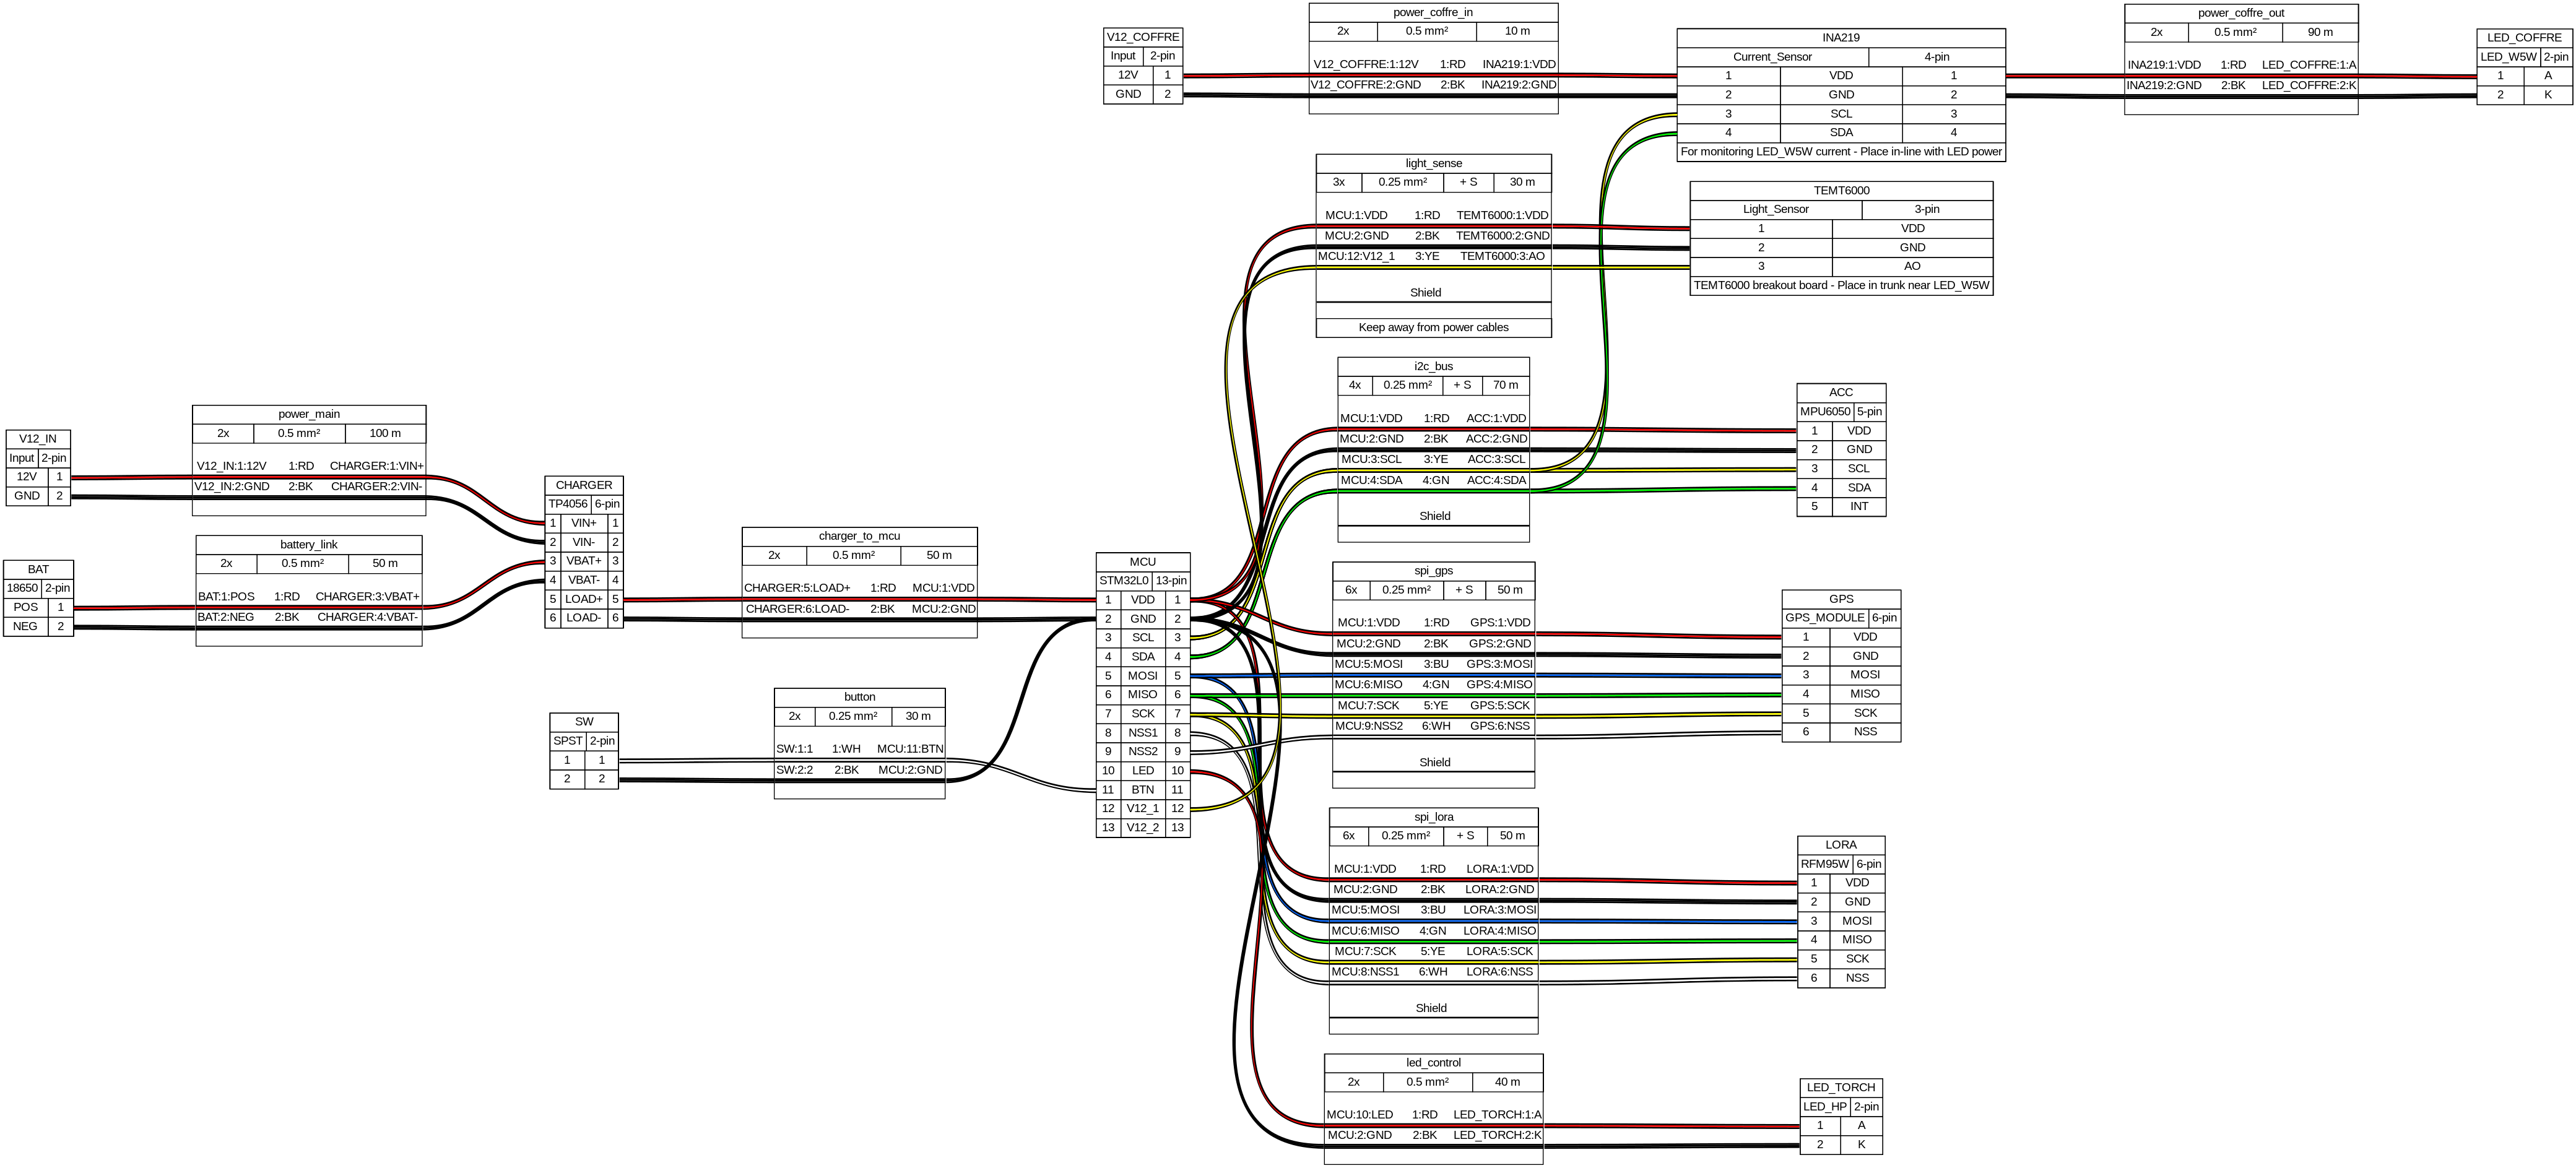 power_coffre_in
2x 0.5 mm² 10 m
V12_COFFRE:1:12V 1:RD INA219:1:VDD
V12_COFFRE:2:GND 2:BK INA219:2:GND
V12_COFFRE
Input 2-pin
12V 1
GND 2
INA219
Current_Sensor 4-pin
1 VDD 1
2 GND 2
3 SCL 3
4 SDA 4
For monitoring LED_W5W current - Place in-line with LED power
power_coffre_out
2x 0.5 mm² 90 m
INA219:1:VDD 1:RD LED_COFFRE:1:A
INA219:2:GND 2:BK LED_COFFRE:2:K
LED_COFFRE
LED_W5W 2-pin
1 A
2 K
light_sense
3x 0.25 mm² + S 30 m
MCU:1:VDD 1:RD TEMT6000:1:VDD
MCU:2:GND 2:BK TEMT6000:2:GND
MCU:12:V12_1 3:YE TEMT6000:3:AO
Shield
Keep away from power cables
TEMT6000
Light_Sensor 3-pin
1 VDD
2 GND
3 AO
TEMT6000 breakout board - Place in trunk near LED_W5W
i2c_bus
4x 0.25 mm² + S 70 m
MCU:1:VDD 1:RD ACC:1:VDD
MCU:2:GND 2:BK ACC:2:GND
MCU:3:SCL 3:YE ACC:3:SCL
MCU:4:SDA 4:GN ACC:4:SDA
Shield
ACC
MPU6050 5-pin
1 VDD
2 GND
3 SCL
4 SDA
5 INT
V12_IN
Input 2-pin
12V 1
GND 2
power_main
2x 0.5 mm² 100 m
V12_IN:1:12V 1:RD CHARGER:1:VIN+
V12_IN:2:GND 2:BK CHARGER:2:VIN-
BAT
18650 2-pin
POS 1
NEG 2
battery_link
2x 0.5 mm² 50 m
BAT:1:POS 1:RD CHARGER:3:VBAT+
BAT:2:NEG 2:BK CHARGER:4:VBAT-
CHARGER
TP4056 6-pin
1 VIN+ 1
2 VIN- 2
3 VBAT+ 3
4 VBAT- 4
5 LOAD+ 5
6 LOAD- 6
charger_to_mcu
2x 0.5 mm² 50 m
CHARGER:5:LOAD+ 1:RD MCU:1:VDD
CHARGER:6:LOAD- 2:BK MCU:2:GND
SW
SPST 2-pin
1 1
2 2
button
2x 0.25 mm² 30 m
SW:1:1 1:WH MCU:11:BTN
SW:2:2 2:BK MCU:2:GND
MCU
STM32L0 13-pin
1 VDD 1
2 GND 2
3 SCL 3
4 SDA 4
5 MOSI 5
6 MISO 6
7 SCK 7
8 NSS1 8
9 NSS2 9
10 LED 10
11 BTN 11
12 V12_1 12
13 V12_2 13
spi_gps
6x 0.25 mm² + S 50 m
MCU:1:VDD 1:RD GPS:1:VDD
MCU:2:GND 2:BK GPS:2:GND
MCU:5:MOSI 3:BU GPS:3:MOSI
MCU:6:MISO 4:GN GPS:4:MISO
MCU:7:SCK 5:YE GPS:5:SCK
MCU:9:NSS2 6:WH GPS:6:NSS
Shield
GPS
GPS_MODULE 6-pin
1 VDD
2 GND
3 MOSI
4 MISO
5 SCK
6 NSS
spi_lora
6x 0.25 mm² + S 50 m
MCU:1:VDD 1:RD LORA:1:VDD
MCU:2:GND 2:BK LORA:2:GND
MCU:5:MOSI 3:BU LORA:3:MOSI
MCU:6:MISO 4:GN LORA:4:MISO
MCU:7:SCK 5:YE LORA:5:SCK
MCU:8:NSS1 6:WH LORA:6:NSS
Shield
LORA
RFM95W 6-pin
1 VDD
2 GND
3 MOSI
4 MISO
5 SCK
6 NSS
led_control
2x 0.5 mm² 40 m
MCU:10:LED 1:RD LED_TORCH:1:A
MCU:2:GND 2:BK LED_TORCH:2:K
LED_TORCH
LED_HP 2-pin
1 A
2 K